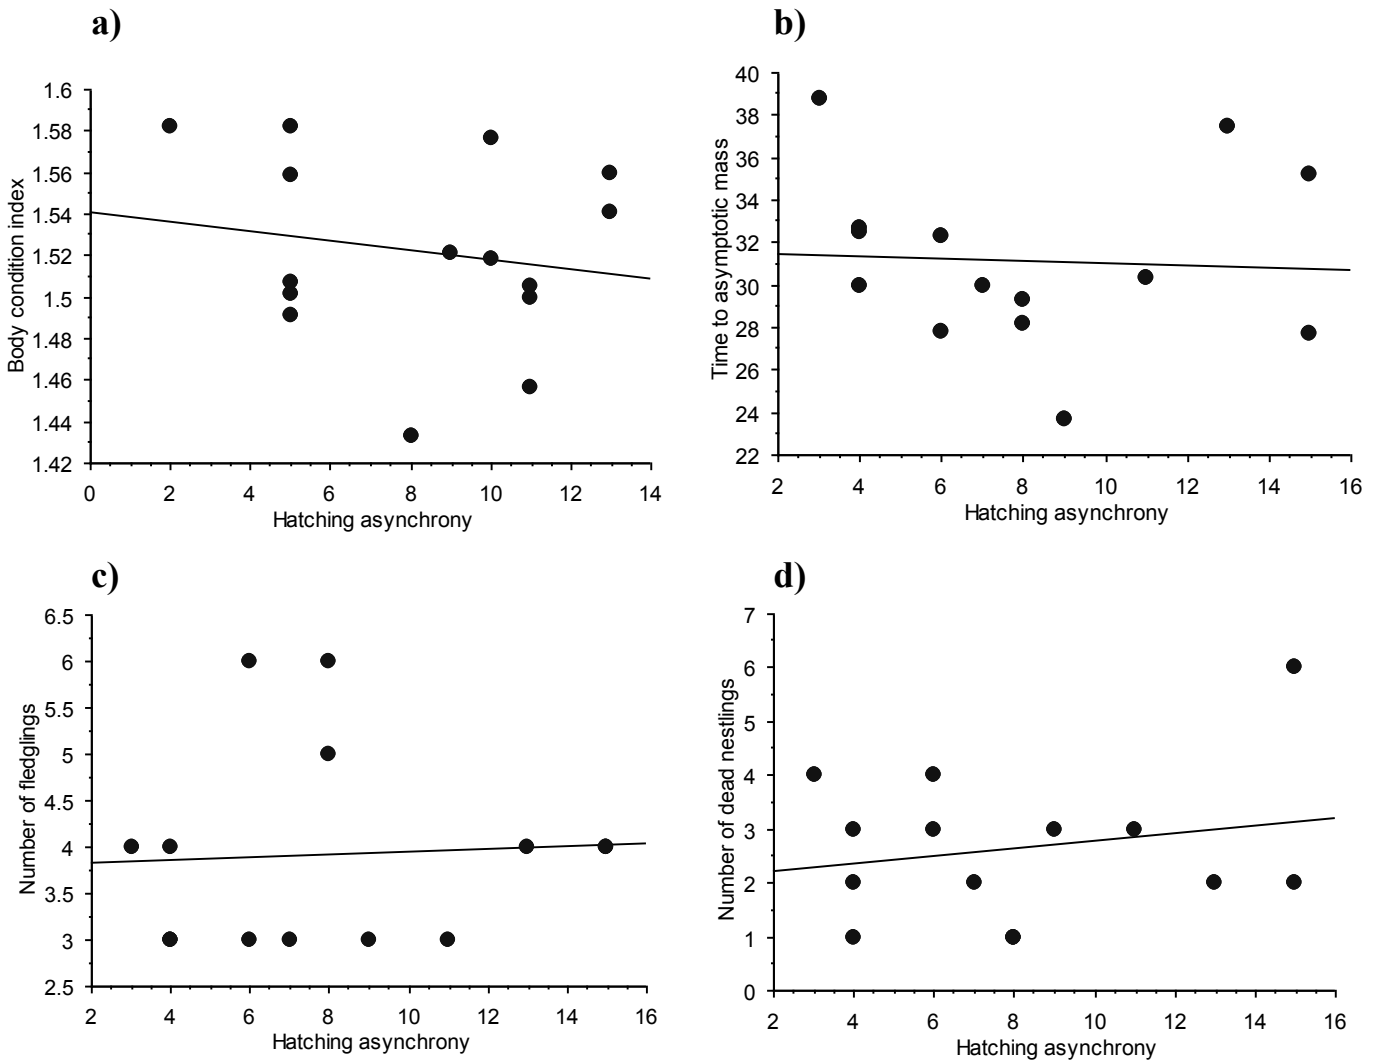 a)
1.6
1.58
1.56
1.54
1.52
1.5
1.48
1.46
1.44
1.42
Body condition index
0 2 4 6 8 10 12 14
Hatching asynchrony
b)
40
38
36
34
32
30
28
26
24
22
Time to asymptotic mass
2 4 6 8 10 12 14 16
Hatching asynchrony
c)
6.5
6
5.5
5
4.5
4
3.5
3
2.5
Number of fledglings
2 4 6 8 10 12 14 16
Hatching asynchrony
d)
7
6
5
4
3
2
1
0
Number of dead nestlings
2 4 6 8 10 12 14 16
Hatching asynchrony